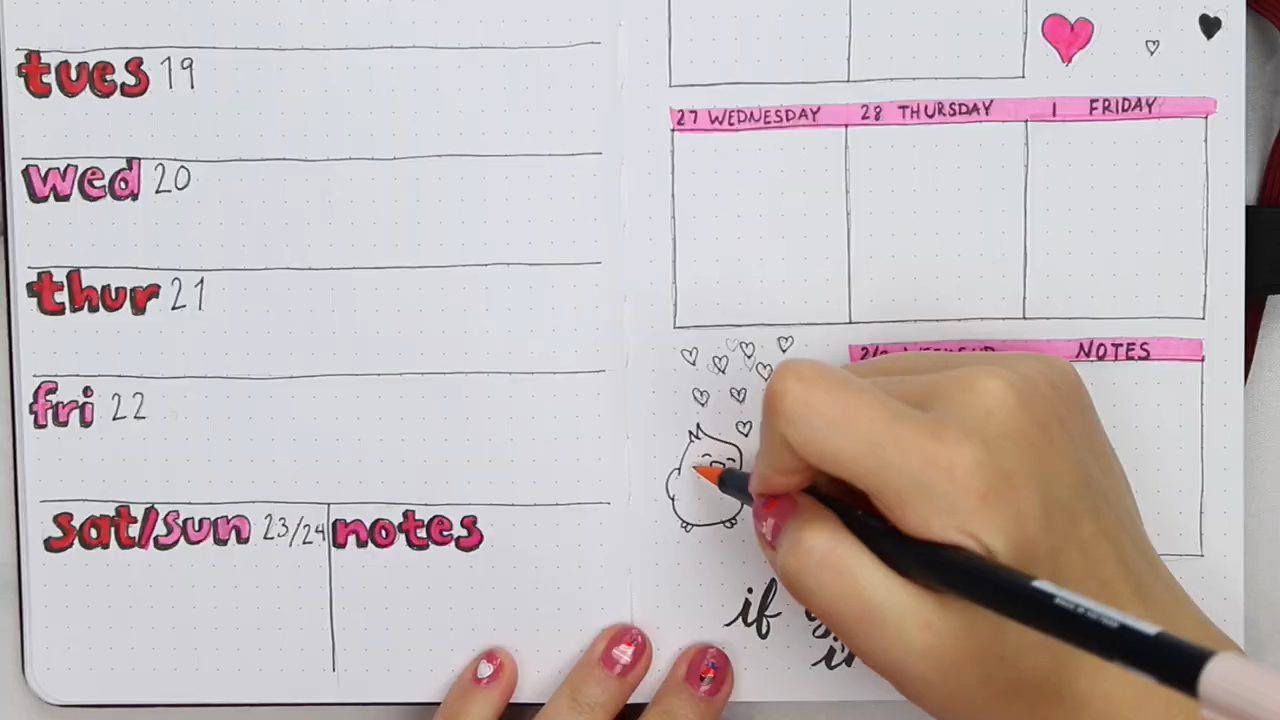 tues 19
wed 20
thur 21
fri 22
sat/sun 23/24
notes
27 WEDNESDAY
28 THURSDAY
1 FRIDAY
NOTES
if